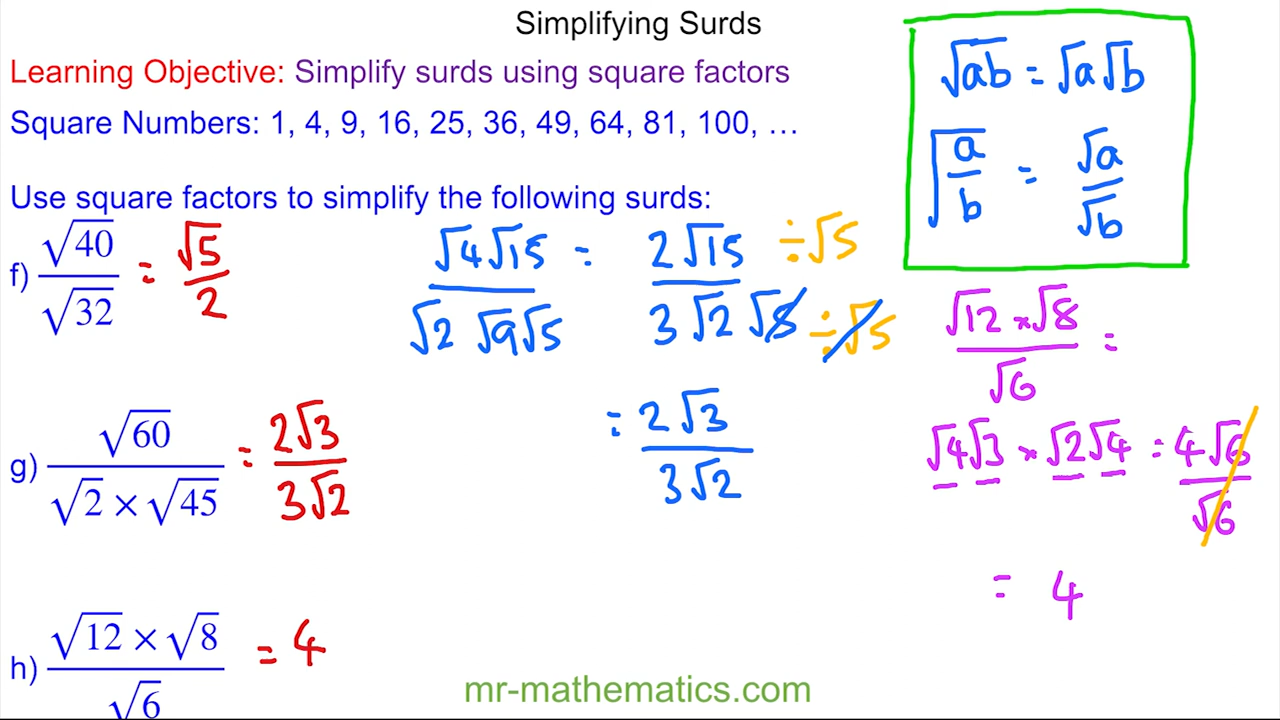 Simplifying Surds
Learning Objective: Simplify surds using square factors
Square Numbers: 1, 4, 9, 16, 25, 36, 49, 64, 81, 100, …
√ab = √a√b
√(a/b) = √a/√b
Use square factors to simplify the following surds:
f) √40/√32 = √5/2
√4√15/√2 √9√5 = 2√15/3√2√5 ÷√5 ÷√5
= 2√3/3√2
g) √60/√2 × √45 = 2√3/3√2
√12 × √8/√6 =
√4√3 × √2√4 = 4√6/√6
= 4
h) √12 × √8/√6 = 4
mr-mathematics.com